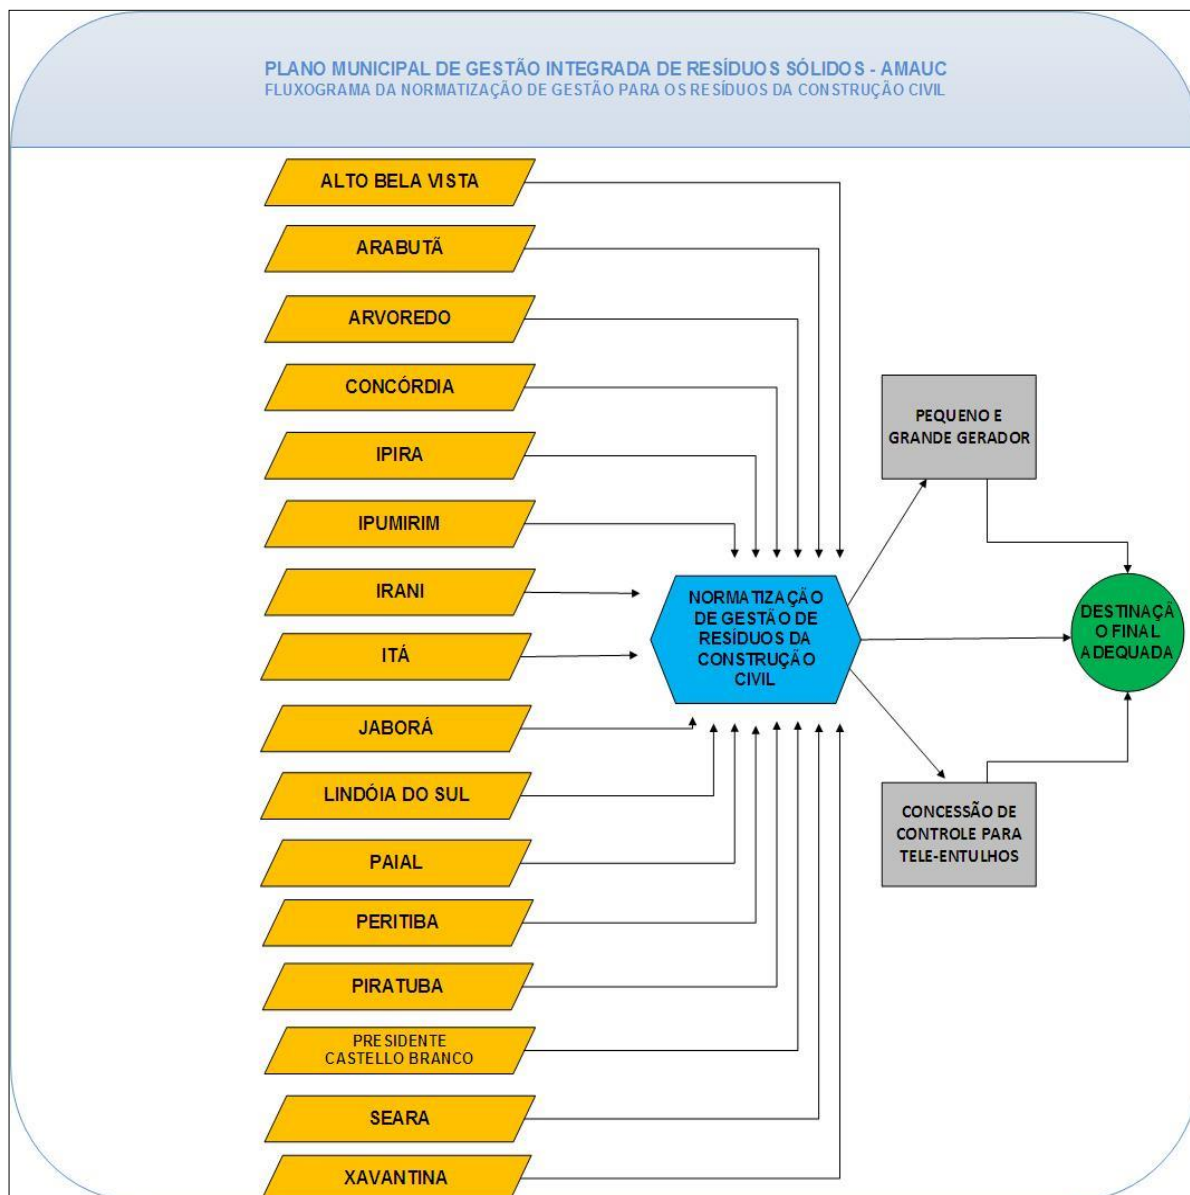 PLANO MUNICIPAL DE GESTÃO INTEGRADA DE RESÍDUOS SÓLIDOS - AMAUC
FLUXOGRAMA DA NORMATIZAÇÃO DE GESTÃO PARA OS RESÍDUOS DA CONSTRUÇÃO CIVIL
ALTO BELA VISTA
ARABUTÃ
ARVOREDO
CONCÓRDIA
IPIRA
IPUMIRIM
IRANI
ITÁ
JABORÁ
LINDÓIA DO SUL
PAIAL
PERITIBA
PIRATUBA
PRESIDENTE
CASTELLO BRANCO
SEARA
XAVANTINA
NORMATIZAÇÃO
DE GESTÃO DE
RESÍDUOS DA
CONSTRUÇÃO
CIVIL
PEQUENO E
GRANDE GERADOR
CONCESSÃO DE
CONTROLE PARA
TELE-ENTULHOS
DESTINAÇÃ
O FINAL
ADEQUADA